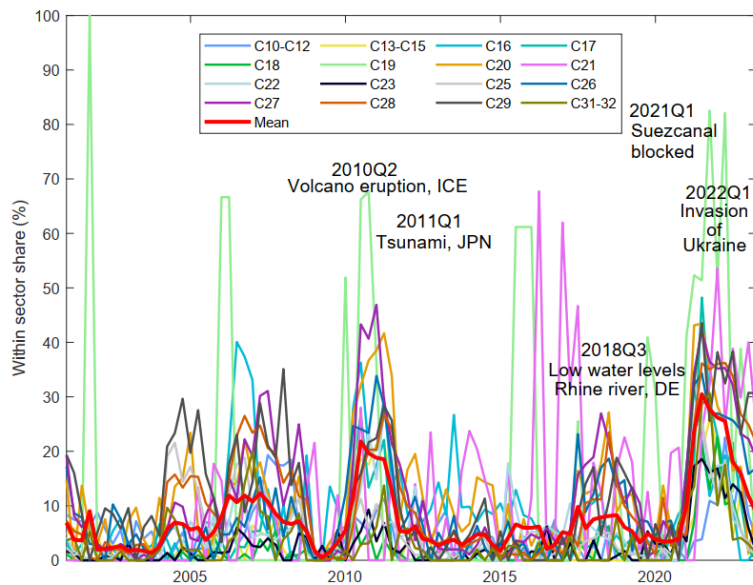 100
90
80
70
60
50
40
30
20
10
0
Within sector share (%)
C10-C12 C13-C15 C16 C17
C18 C19 C20 C21
C22 C23 C25 C26
C27 C28 C29 C31-32
Mean
2010Q2
Volcano eruption, ICE
2011Q1
Tsunami, JPN
2018Q3
Low water levels
Rhine river, DE
2021Q1
Suezcanal
blocked
2022Q1
Invasion
of
Ukraine
2005 2010 2015 2020